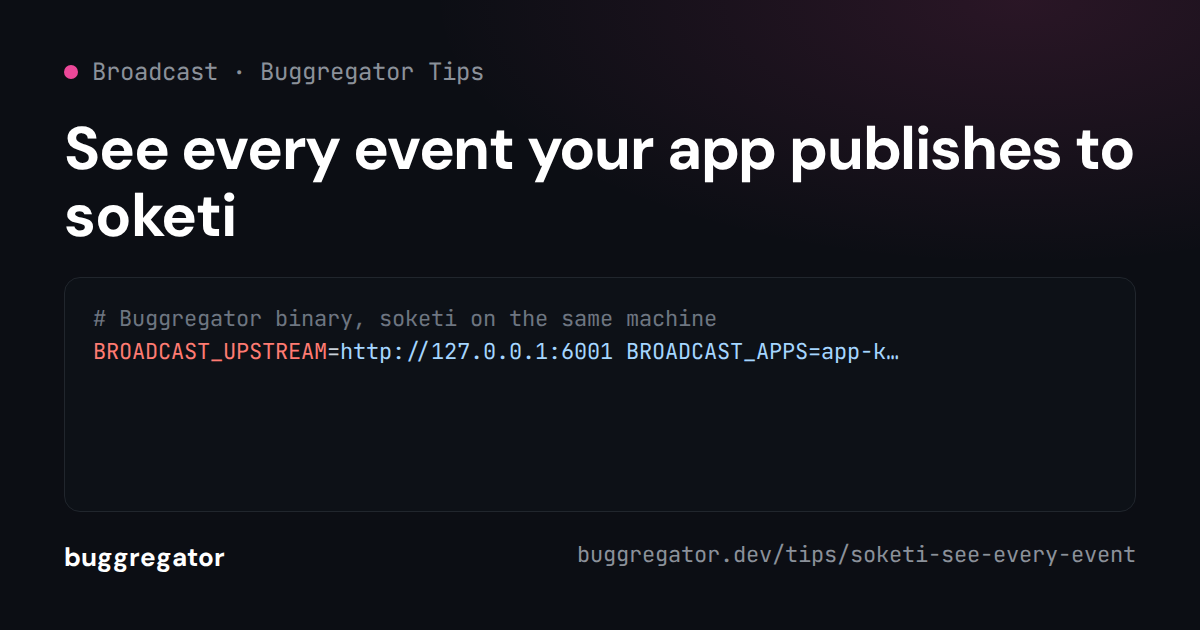 Broadcast · Buggregator Tips
See every event your app publishes to
soketi
# Buggregator binary, soketi on the same machine
BROADCAST_UPSTREAM=http://127.0.0.1:6001 BROADCAST_APPS=app-k…
buggregator
buggregator.dev/tips/soketi-see-every-event